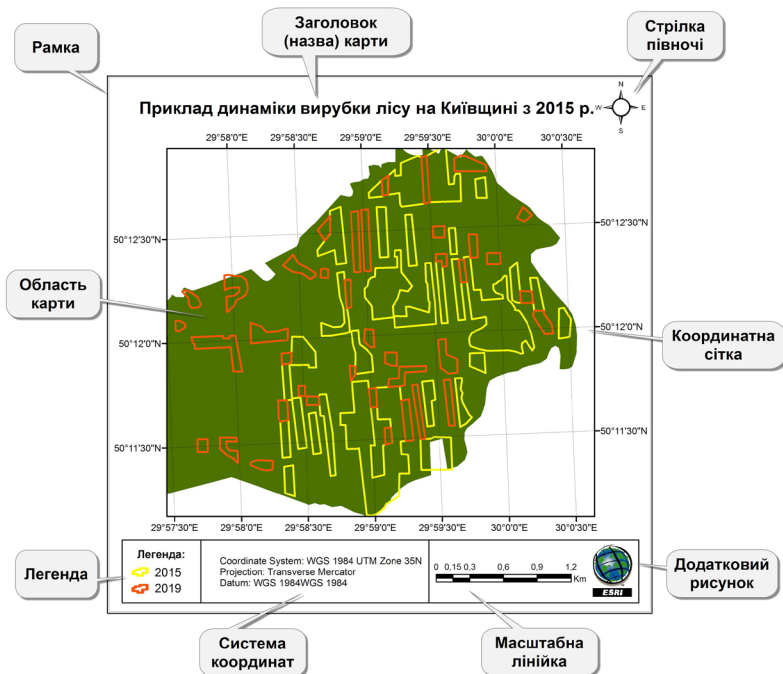 Заголовок
(назва) карти
Рамка
Стрілка
півночі
N
Приклад динаміки вирубки лісу на Київщині з 2015 р.
W
E
S
29°58'0"E
29°58'30"E
29°59'0"E
29°59'30"E
30°0'0"E
30°0'30"E
50°12'30"N
50°12'30"N
Область
карти
50°12'0"N
50°12'0"N
Координатна
сітка
50°11'30"N
50°11'30"N
29°57'30"E
29°58'0"E
29°58'30"E
29°59'0"E
29°59'30"E
30°0'0"E
30°0'30"E
Легенда
Легенда:
2015
2019
Coordinate System: WGS 1984 UTM Zone 35N
Projection: Transverse Mercator
Datum: WGS 1984WGS 1984
0 0,15 0,3 0,6 0,9 1,2
Km
ESRI
Додатковий
рисунок
Система
координат
Масштабна
лінійка